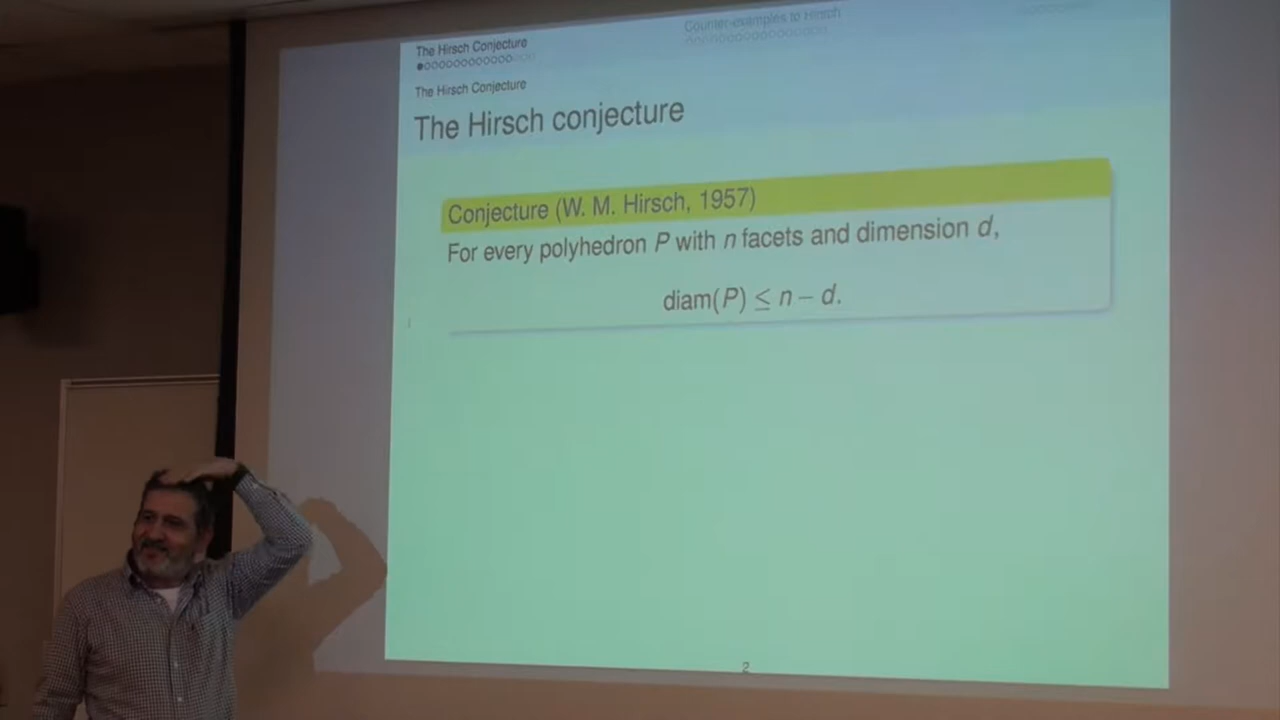 The Hirsch Conjecture
Counter-examples to Hirsch
The Hirsch Conjecture
The Hirsch conjecture
Conjecture (W. M. Hirsch, 1957)
For every polyhedron P with n facets and dimension d,
diam(P) ≤ n − d.
2